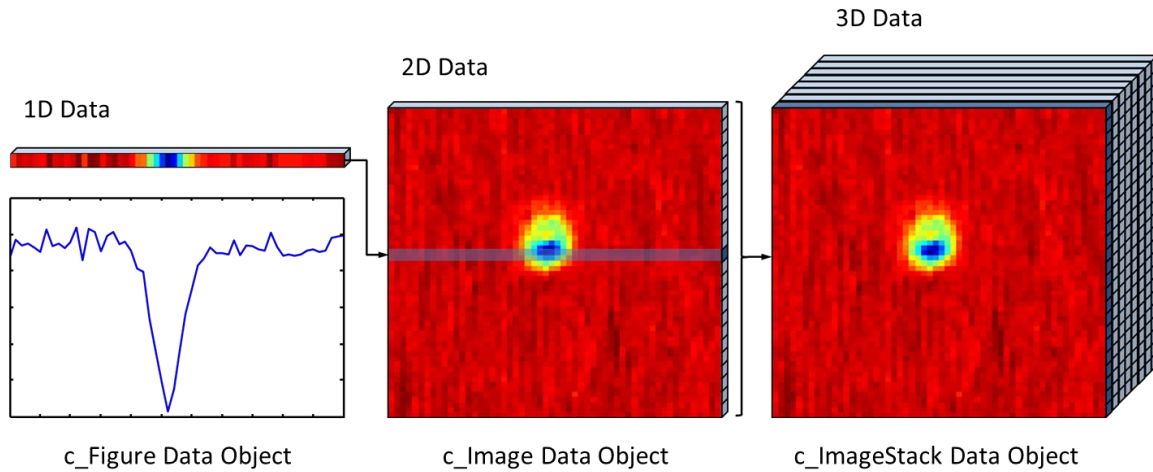 1D Data
2D Data
3D Data
c_Figure Data Object
c_Image Data Object
c_ImageStack Data Object